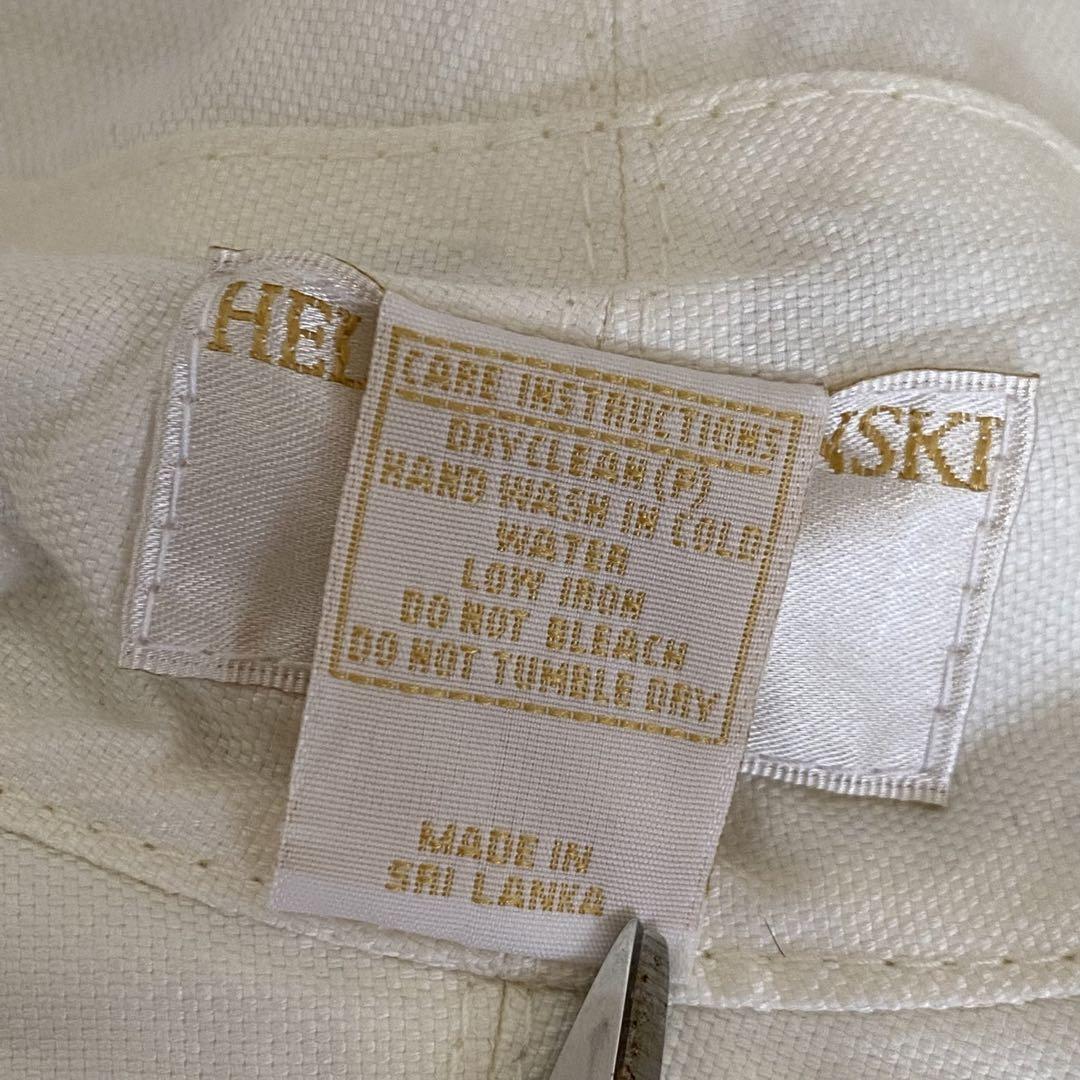 HEL
NSKI
CARE INSTRUCTIONS
DRYCLEAN (P)
HAND WASH IN COLD
WATER
LOW IRON
DO NOT BLEACH
DO NOT TUMBLE DRY
MADE IN
SRI LANKA